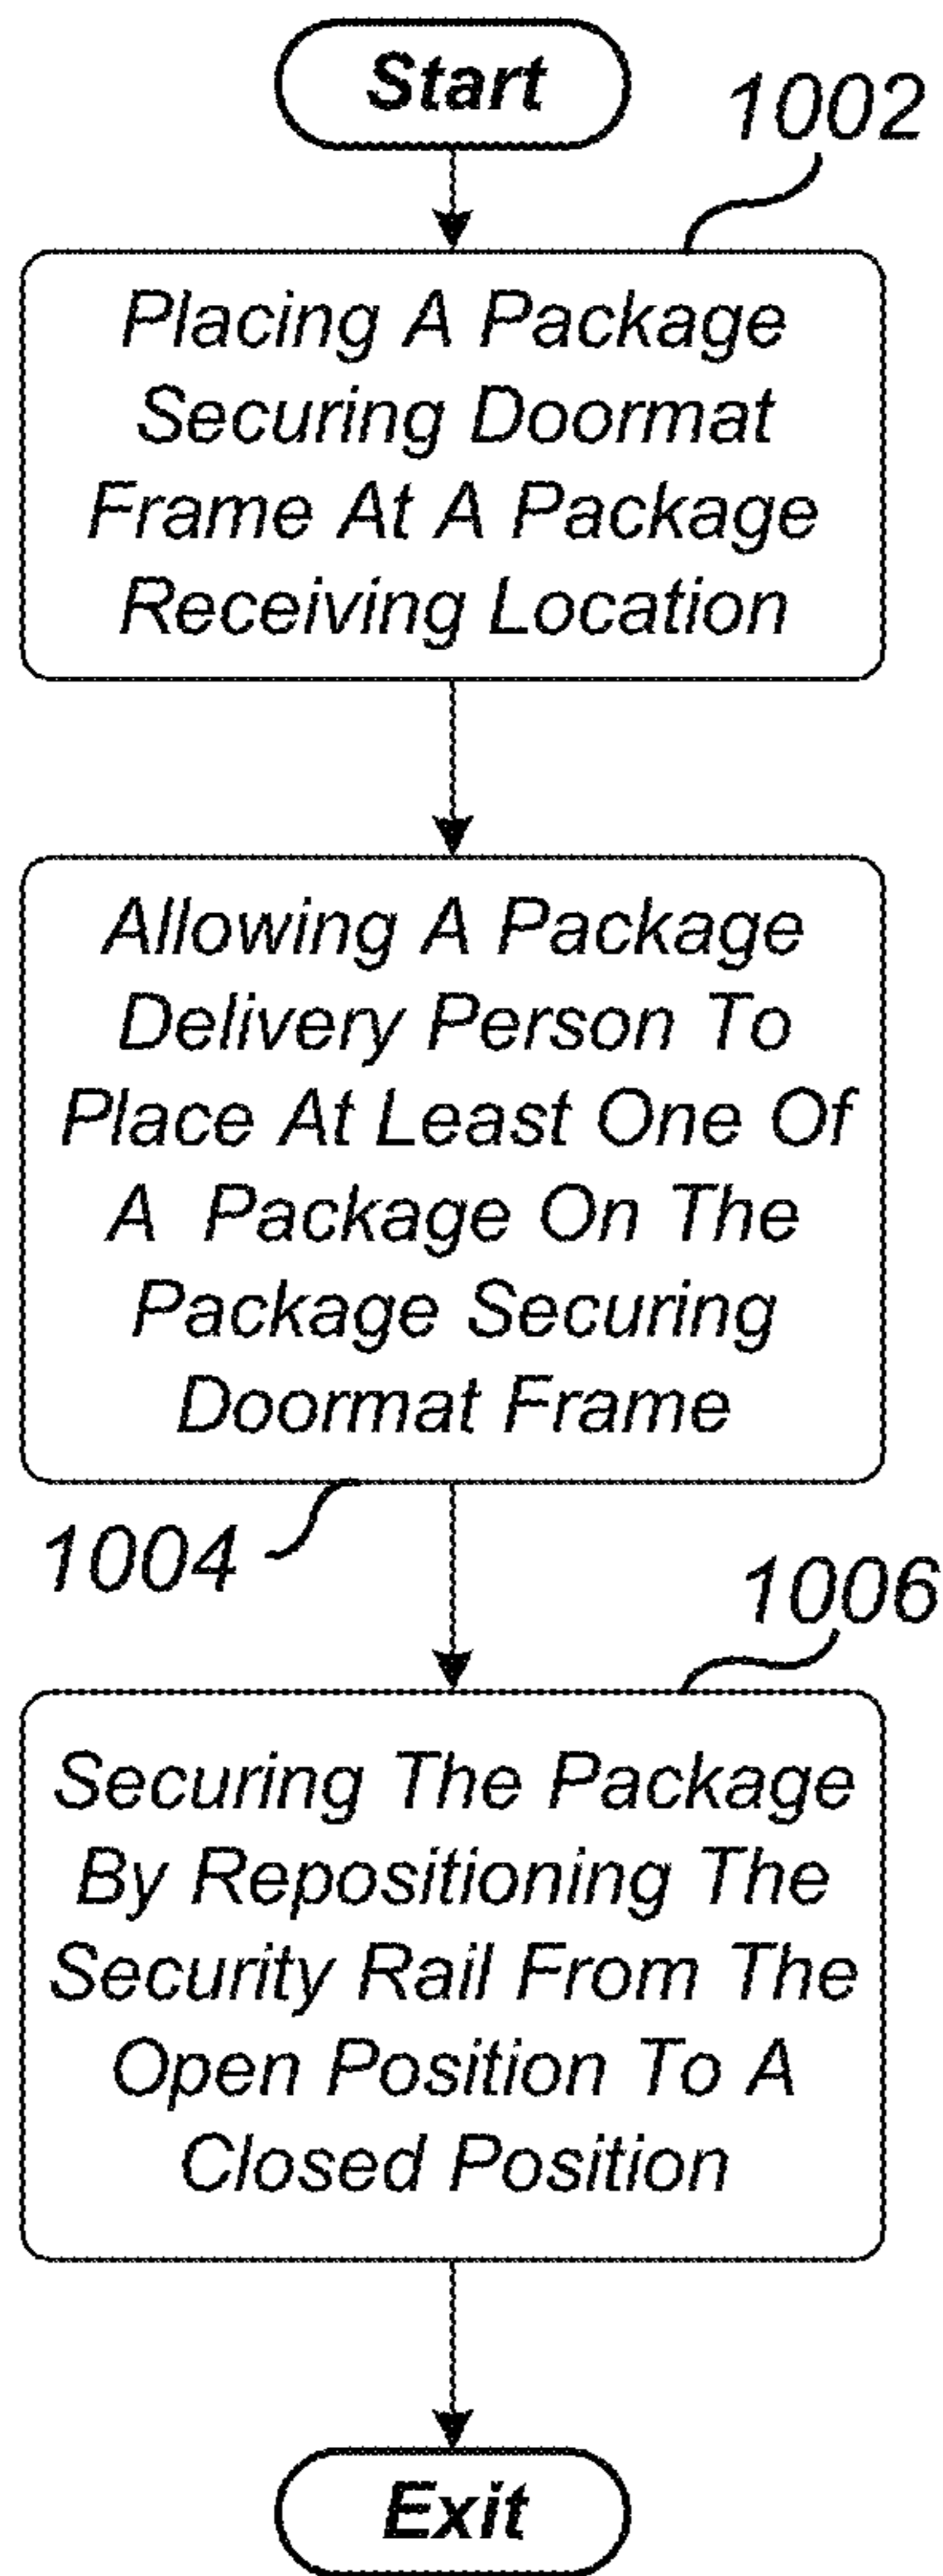 Start
1002
Placing A Package
Securing Doormat
Frame At A Package
Receiving Location
Allowing A Package
Delivery Person To
Place At Least One Of
A  Package On The
Package Securing
Doormat Frame
1004
1006
Securing The Package
By Repositioning The
Security Rail From The
Open Position To A
Closed Position
Exit